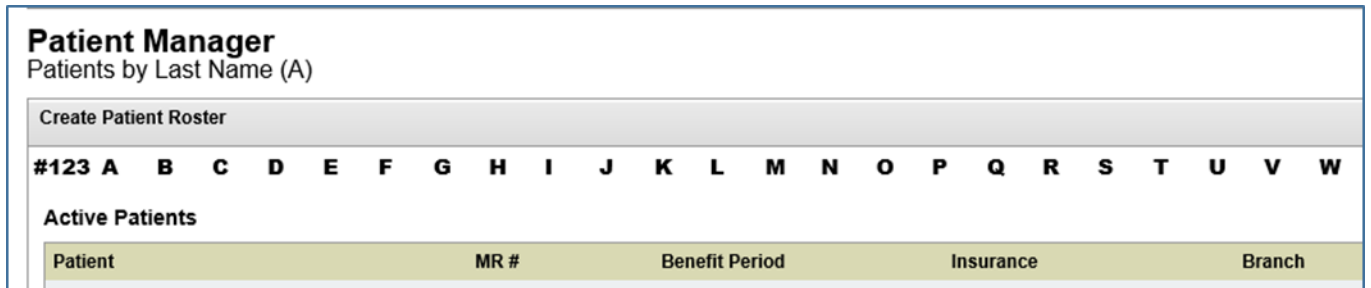 Patient Manager
Patients by Last Name (A)
Create Patient Roster
#123 A B C D E F G H I J K L M N O P Q R S T U V W
Active Patients
Patient MR # Benefit Period Insurance Branch